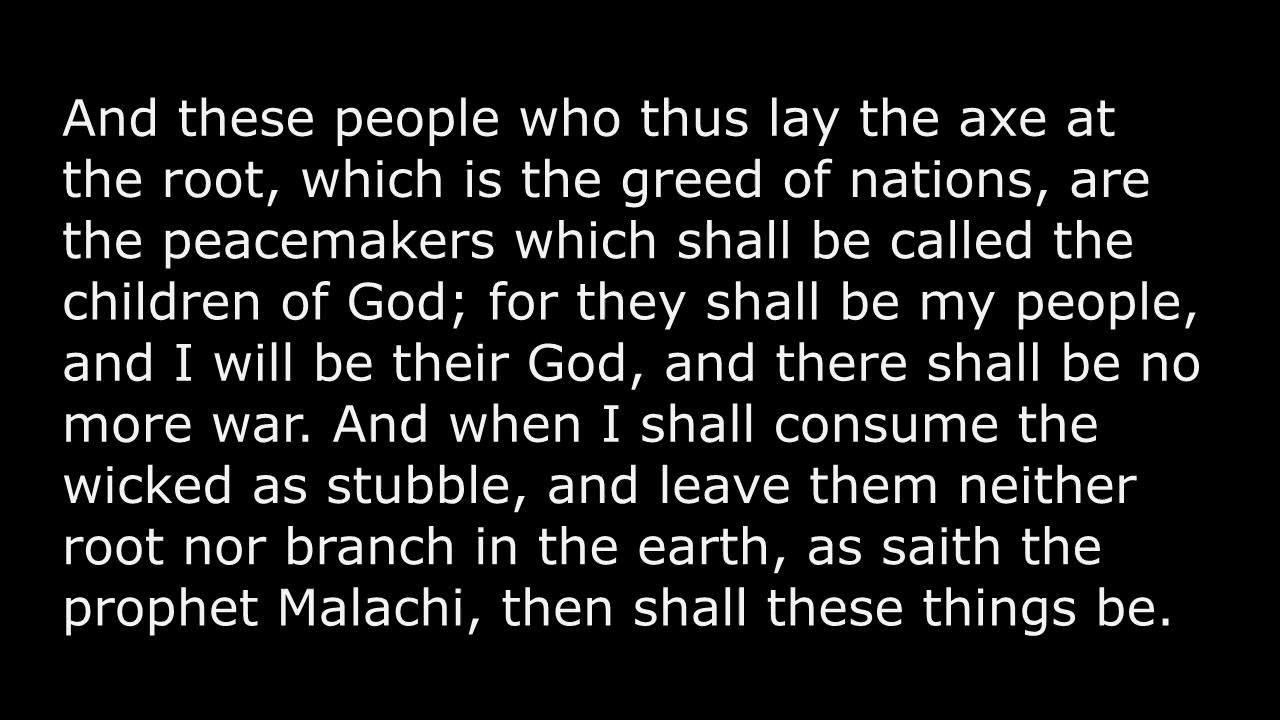 And these people who thus lay the axe at
the root, which is the greed of nations, are
the peacemakers which shall be called the
children of God; for they shall be my people,
and I will be their God, and there shall be no
more war. And when I shall consume the
wicked as stubble, and leave them neither
root nor branch in the earth, as saith the
prophet Malachi, then shall these things be.